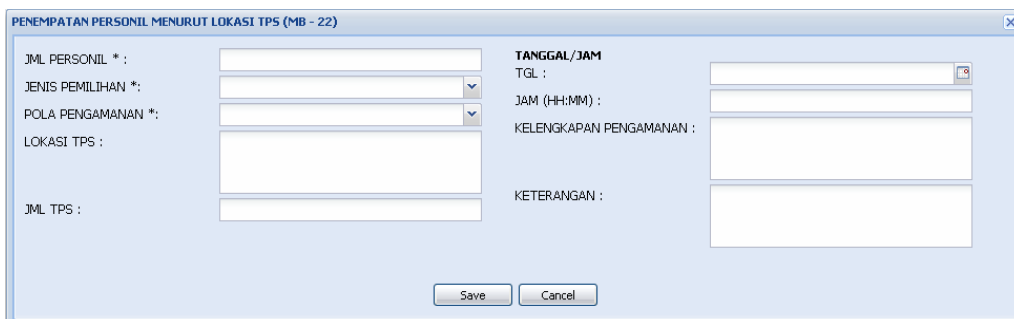 PENEMPATAN PERSONIL MENURUT LOKASI TPS (MB - 22)
JML PERSONIL * :
JENIS PEMILIHAN *:
POLA PENGAMANAN *:
LOKASI TPS :
JML TPS :
TANGGAL/JAM
TGL :
JAM (HH:MM) :
KELENGKAPAN PENGAMANAN :
KETERANGAN :
Save
Cancel